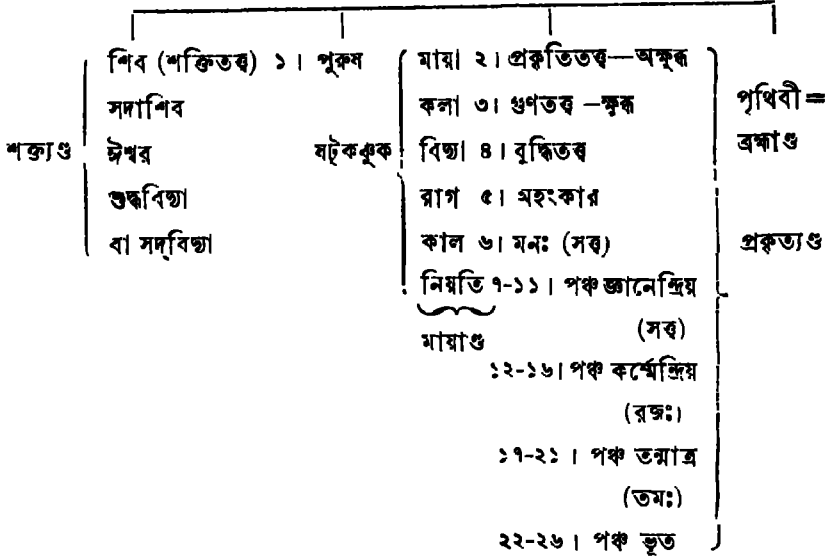 শিব (শক্তিতত্ত্ব) ১। পুরুষ মায়া ২। প্রকৃতিতত্ত্ব—অক্ষুব্ধ
সদাশিব কলা ৩। গুণতত্ত্ব –ক্ষুব্ধ পৃথিবী=
শক্ত্যণ্ড ঈশ্বর ষট্‌কঞ্চুক বিদ্যা ৪। বুদ্ধিতত্ত্ব ব্রহ্মাণ্ড
শুদ্ধবিদ্যা রাগ ৫। অহংকার
বা সদ্‌বিদ্যা কাল ৬। মনঃ (সত্ত্ব) প্রকৃত্যণ্ড
নিয়তি ৭-১১। পঞ্চ জ্ঞানেন্দ্রিয়
মায়াণ্ড (সত্ত্ব)
১২-১৬। পঞ্চ কর্ম্মেন্দ্রিয়
(রজঃ)
১৭-২১। পঞ্চ তন্মাত্র
(তমঃ)
২২-২৬। পঞ্চ ভূত